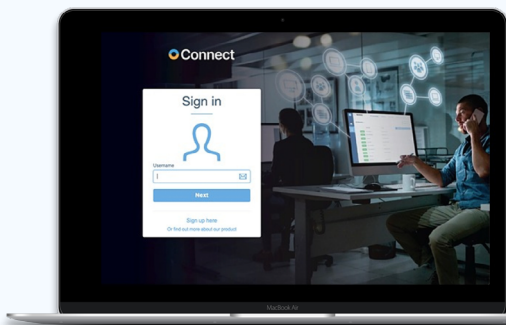 Connect
Sign in
Username
Next
Sign up here
Or find out more about our product
MacBook Air